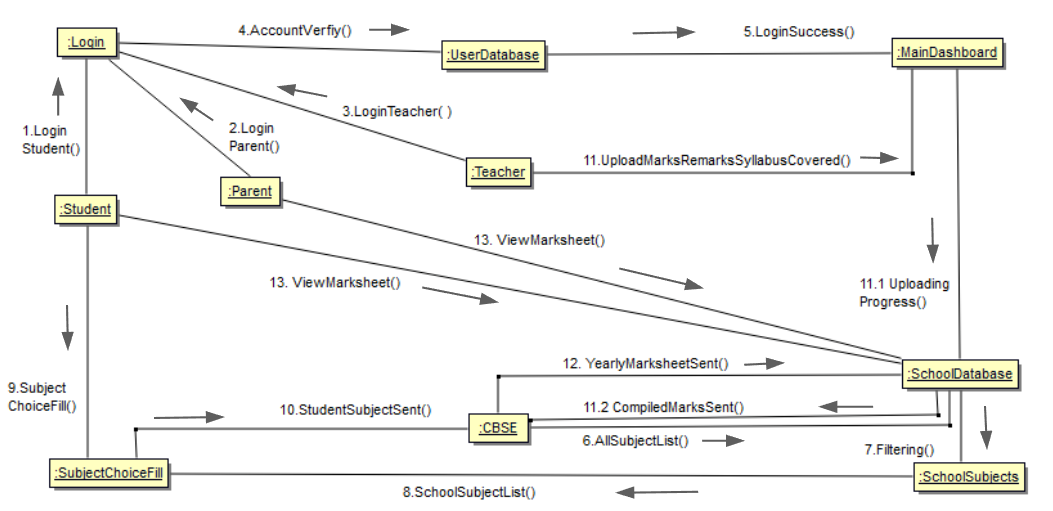 4.AccountVerfiy()
5.LoginSuccess()
:Login
:UserDatabase
:MainDashboard
3.LoginTeacher( )
1.Login
Student()
2.Login
Parent()
11.UploadMarksRemarksSyllabusCovered()
:Teacher
:Parent
:Student
13. ViewMarksheet()
13. ViewMarksheet()
11.1 Uploading
Progress()
12. YearlyMarksheetSent()
:SchoolDatabase
9.Subject
ChoiceFill()
10.StudentSubjectSent()
11.2 CompiledMarksSent()
:CBSE
6.AllSubjectList()
7.Filtering()
:SubjectChoiceFill
:SchoolSubjects
8.SchoolSubjectList()